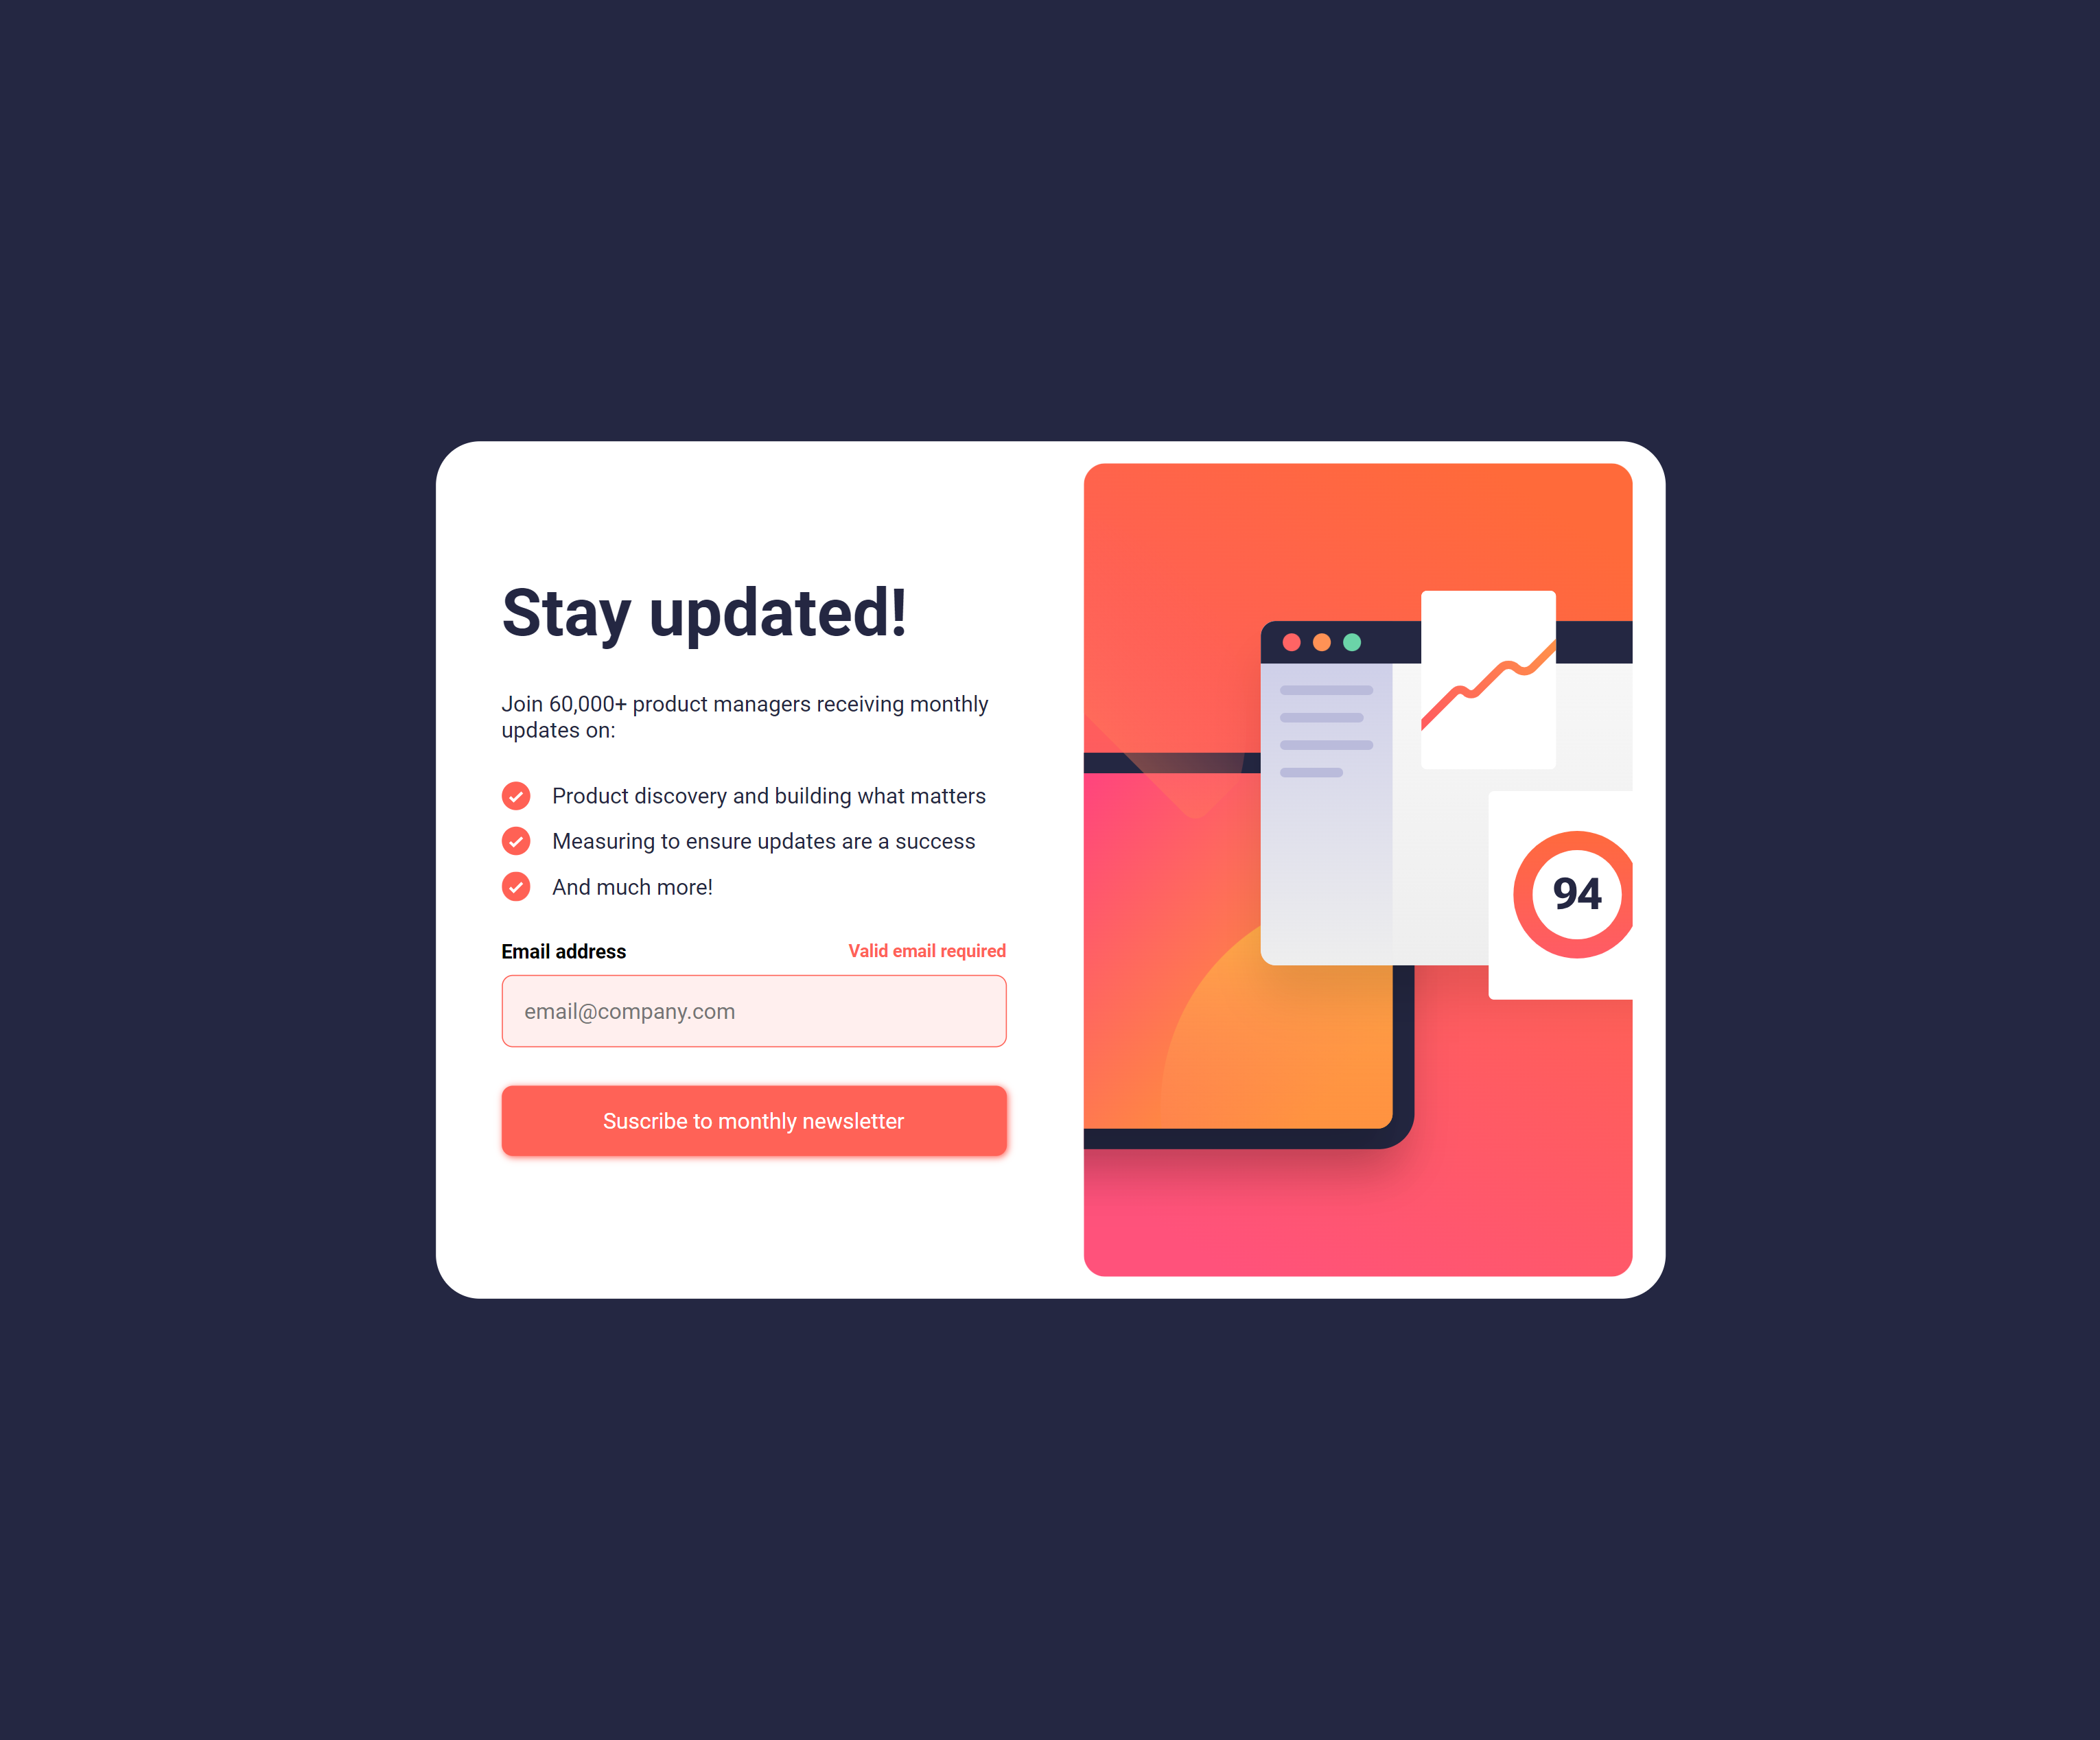 Stay updated!
Join 60,000+ product managers receiving monthly
updates on:
Product discovery and building what matters
Measuring to ensure updates are a success
And much more!
Email address
Valid email required
email@company.com
Suscribe to monthly newsletter
94